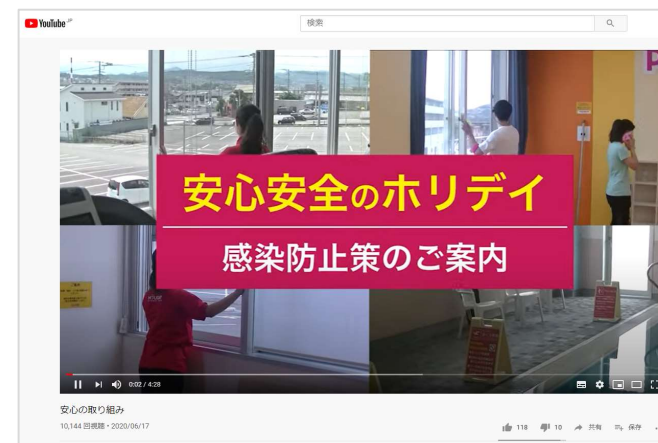 YouTube JP
検索
安心安全のホリデイ
感染防止策のご案内
0:02 / 4:28
安心の取り組み
10,144 回視聴・2020/06/17
118 10 共有 保存